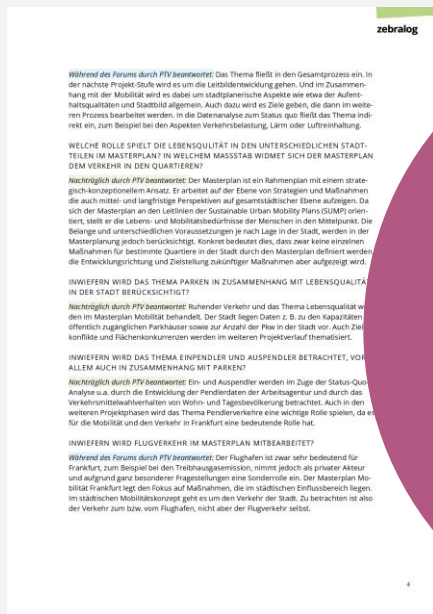 zebralog
Während des Forums durch PTV beantwortet: Das Thema fließt in den Gesamtprozess ein. In
der nächste Projekt-Stufe wird es um die Leitbildentwicklung gehen. Und im Zusammen-
hang mit der Mobilität wird es dabei um stadtplanerische Aspekte wie etwa der Aufent-
haltsqualitäten und Stadtbild allgemein. Auch dazu wird es Ziele geben, die dann im weite-
ren Prozess bearbeitet werden. In die Datenanalyse zum Status quo fließt das Thema indi-
rekt ein, zum Beispiel bei den Aspekten Verkehrsbelastung, Lärm oder Luftreinhaltung.
WELCHE ROLLE SPIELT DIE LEBENSQULITÄT IN DEN UNTERSCHIEDLICHEN STADT-
TEILEN IM MASTERPLAN? IN WELCHEM MASSSTAB WIDMET SICH DER MASTERPLAN
DEM VERKEHR IN DEN QUARTIEREN?
Nachträglich durch PTV beantwortet: Der Masterplan ist ein Rahmenplan mit einem strate-
gisch-konzeptionellem Ansatz. Er arbeitet auf der Ebene von Strategien und Maßnahmen
die auch mittel- und langfristige Perspektiven auf gesamtstädtischer Ebene aufzeigen. Da
sich der Masterplan an den Leitlinien der Sustainable Urban Mobility Plans (SUMP) orien-
tiert, stellt er die Lebens- und Mobilitätsbedürfnisse der Menschen in den Mittelpunkt. Die
Belange und unterschiedlichen Voraussetzungen je nach Lage in der Stadt, werden in der
Masterplanung jedoch berücksichtigt. Konkret bedeutet dies, dass zwar keine einzelnen
Maßnahmen für bestimmte Quartiere in der Stadt durch den Masterplan definiert werden,
die Entwicklungsrichtung und Zielstellung zukünftiger Maßnahmen aber aufgezeigt wird.
INWIEFERN WIRD DAS THEMA PARKEN IN ZUSAMMENHANG MIT LEBENSQUALITÄ
IN DER STADT BERÜCKSICHTIGT?
Nachträglich durch PTV beantwortet: Ruhender Verkehr und das Thema Lebensqualität
den im Masterplan Mobilität behandelt. Der Stadt liegen Daten z. B. zu den Kapazitäten
öffentlich zugänglichen Parkhäuser sowie zur Anzahl der Pkw in der Stadt vor. Auch Ziel
konflikte und Flächenkonkurrenzen werden im weiteren Projektverlauf thematisiert.
INWIEFERN WIRD DAS THEMA EINPENDLER UND AUSPENDLER BETRACHTET, VOR
ALLEM AUCH IN ZUSAMMENHANG MIT PARKEN?
Nachträglich durch PTV beantwortet: Ein- und Auspendler werden im Zuge der Status-Quo-
Analyse u.a. durch die Entwicklung der Pendlerdaten der Arbeitsagentur und durch das
Verkehrsmittelwahlverhalten von Wohn- und Tagesbevölkerung betrachtet. Auch in den
weiteren Projektphasen wird das Thema Pendlerverkehre eine wichtige Rolle spielen, da es
für die Mobilität und den Verkehr in Frankfurt eine bedeutende Rolle hat.
INWIEFERN WIRD FLUGVERKEHR IM MASTERPLAN MITBEARBEITET?
Während des Forums durch PTV beantwortet: Der Flughafen ist zwar sehr bedeutend für
Frankfurt, zum Beispiel bei den Treibhausgasemission, nimmt jedoch als privater Akteur
und aufgrund ganz besonderer Fragestellungen eine Sonderrolle ein. Der Masterplan Mo-
bilität Frankfurt legt den Fokus auf Maßnahmen, die im städtischen Einflussbereich liegen.
Im städtischen Mobilitätskonzept geht es um den Verkehr der Stadt. Zu betrachten ist also
der Verkehr zum bzw. vom Flughafen, nicht aber der Flugverkehr selbst.
4